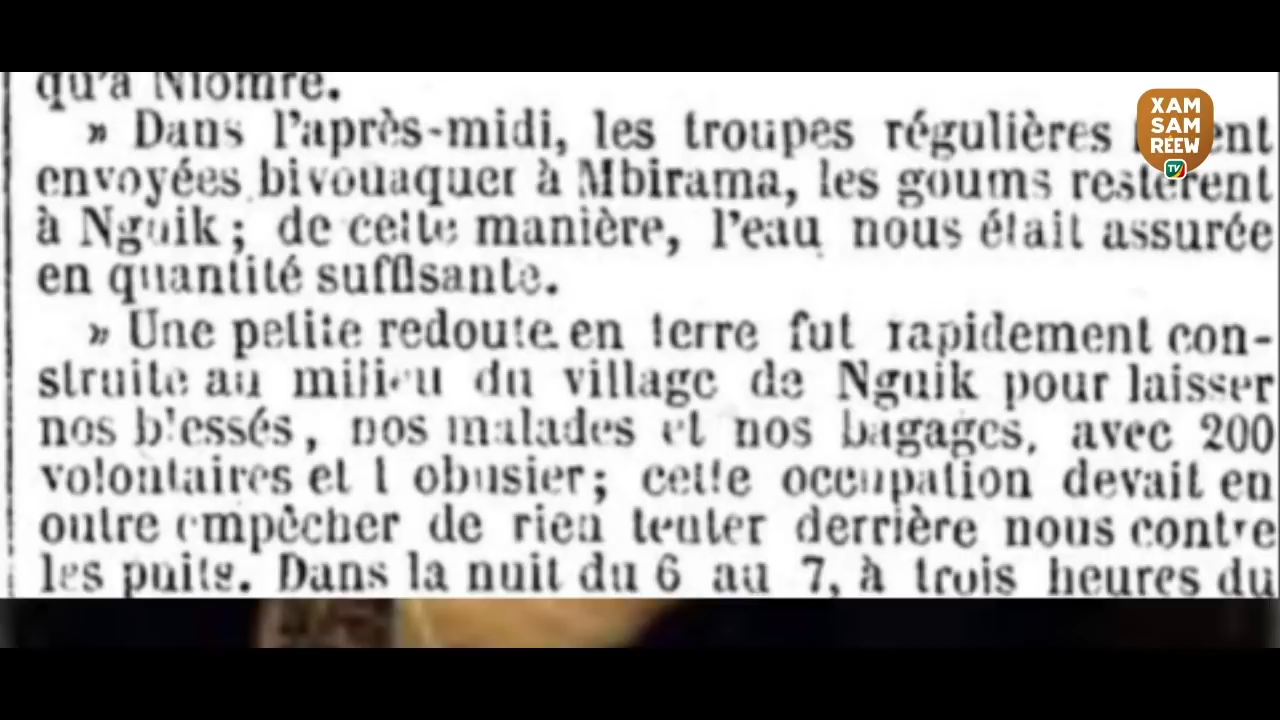 qu'à Niomre.
» Dans l'après-midi, les troupes régulières
envoyées bivouaquer à Mbirama, les goums restèrent
à Nguik; de cette manière, l'eau nous était assurée
en quantité suffisante.
» Une petite redoute en terre fut rapidement con-
struite au milieu du village de Nguik pour laisser
nos blessés, nos malades et nos bagages, avec 200
volontaires et 1 obusier; cette occupation devait en
outre empêcher de rien tenter derrière nous contre
les puits. Dans la nuit du 6 au 7, à trois heures du
XAM
SAM
REEW
TV